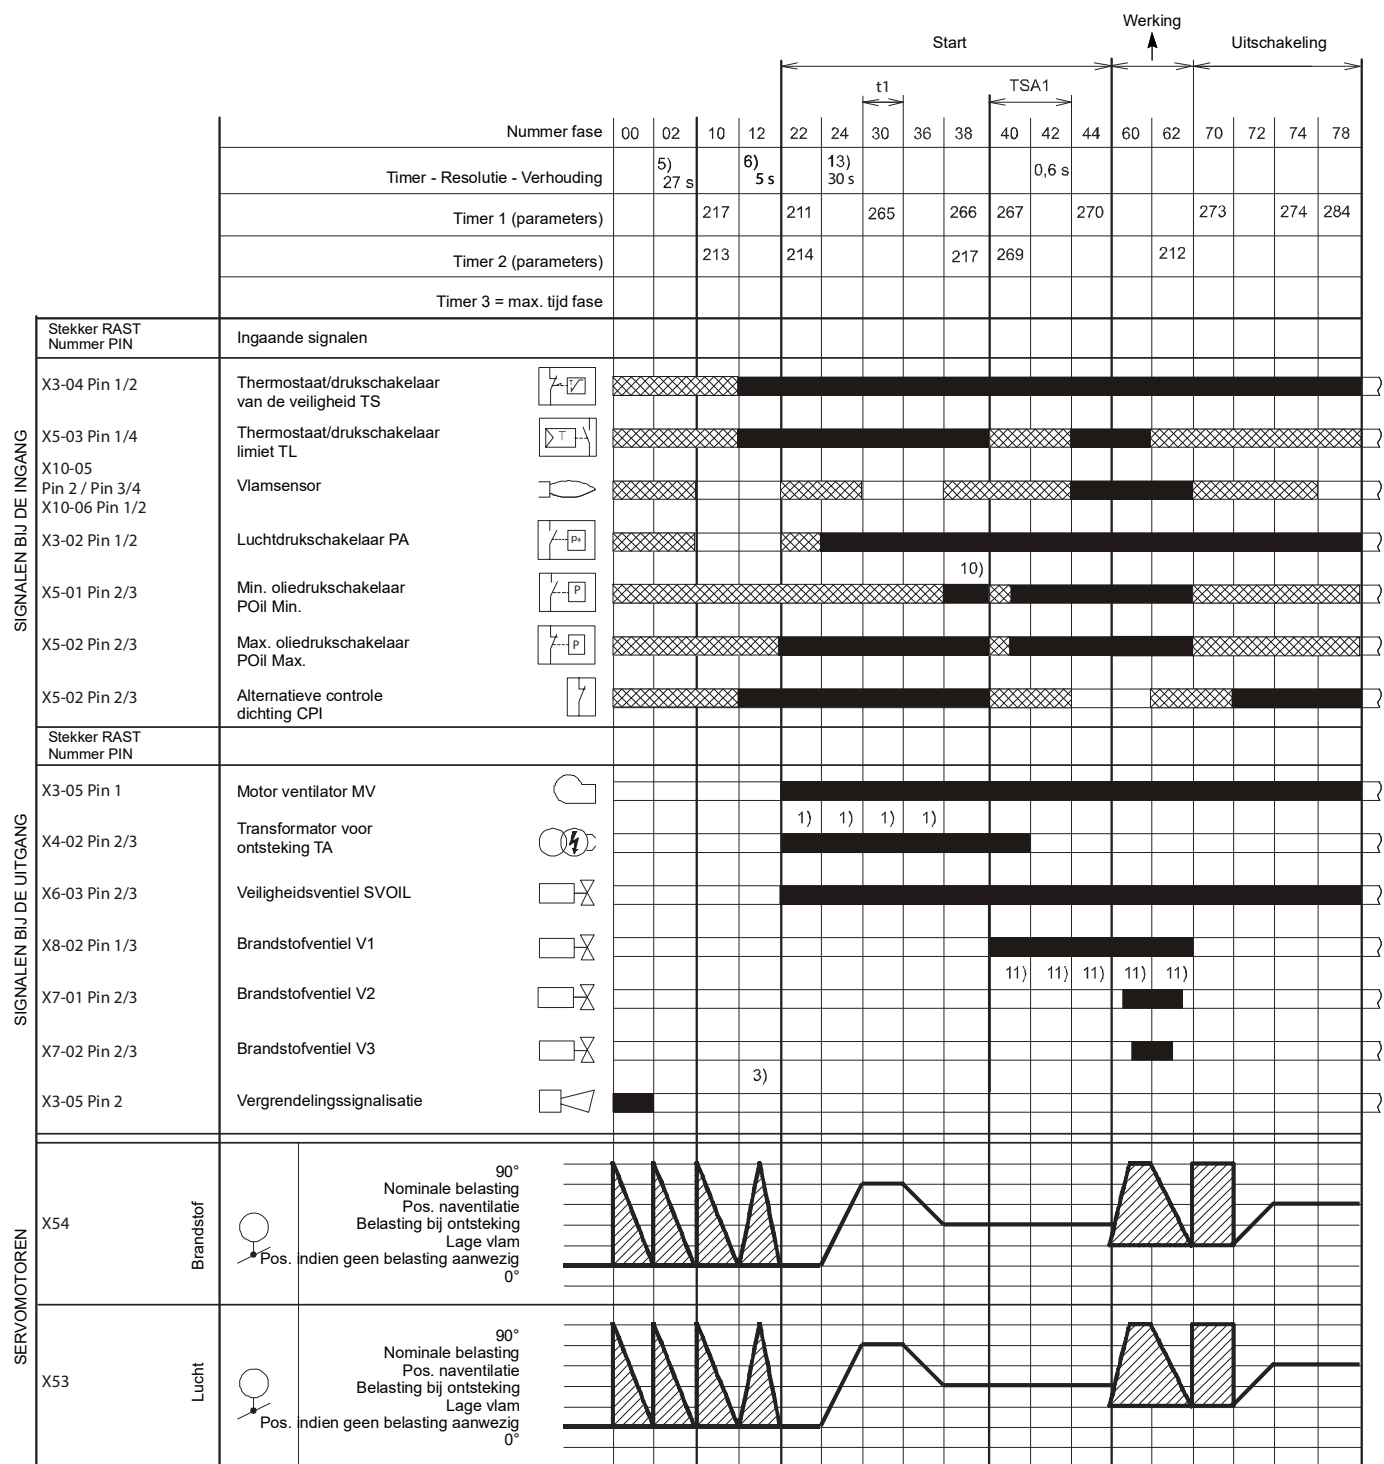 Werking
Start
Uitschakeling
t1
TSA1
Nummer fase 00 02 10 12 22 24 30 36 38 40 42 44 60 62 70 72 74 78
Timer - Resolutie - Verhouding 5) 27 s 6) 5 s 13) 30 s 0,6 s
Timer 1 (parameters) 217 211 265 266 267 270 273 274 284
Timer 2 (parameters) 213 214 217 269 212
Timer 3 = max. tijd fase
SIGNALEN BIJ DE INGANG
Stekker RAST
Nummer PIN
Ingaande signalen
X3-04 Pin 1/2
Thermostaat/drukschakelaar
van de veiligheid TS
X5-03 Pin 1/4
Thermostaat/drukschakelaar
limiet TL
T
X10-05
Pin 2 / Pin 3/4
X10-06 Pin 1/2
Vlamsensor
X3-02 Pin 1/2
Luchtdrukschakelaar PA
Pa
10)
X5-01 Pin 2/3
Min. oliedrukschakelaar
POil Min.
P
X5-02 Pin 2/3
Max. oliedrukschakelaar
POil Max.
P
X5-02 Pin 2/3
Alternatieve controle
dichting CPI
SIGNALEN BIJ DE UITGANG
Stekker RAST
Nummer PIN
X3-05 Pin 1
Motor ventilator MV
1) 1) 1) 1)
X4-02 Pin 2/3
Transformator voor
ontsteking TA
X6-03 Pin 2/3
Veiligheidsventiel SVOIL
X8-02 Pin 1/3
Brandstofventiel V1
11) 11) 11) 11) 11)
X7-01 Pin 2/3
Brandstofventiel V2
X7-02 Pin 2/3
Brandstofventiel V3
3)
X3-05 Pin 2
Vergrendelingssignalisatie
SERVOMOTOREN
X54
Brandstof
90°
Nominale belasting
Pos. naventilatie
Belasting bij ontsteking
Lage vlam
Pos. indien geen belasting aanwezig
0°
X53
Lucht
90°
Nominale belasting
Pos. naventilatie
Belasting bij ontsteking
Lage vlam
Pos. indien geen belasting aanwezig
0°